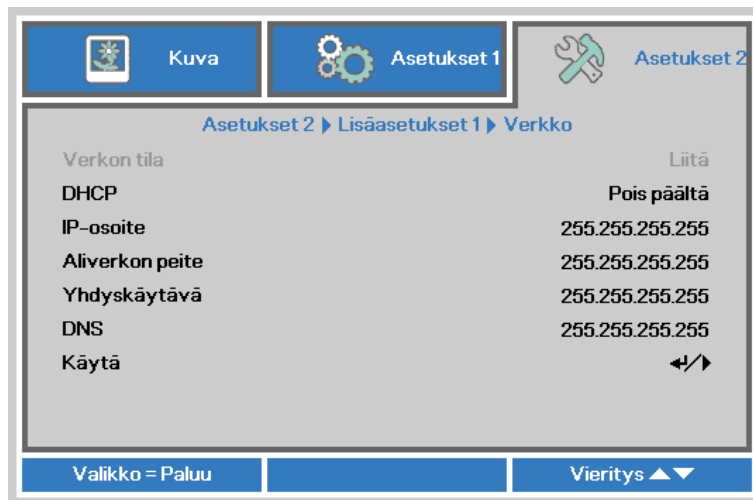 Kuva Asetukset 1 Asetukset 2
Asetukset 2 Lisäasetukset 1 Verkko
Verkon tila Liitä
DHCP Pois päältä
IP-osoite 255.255.255.255
Aliverkon peite 255.255.255.255
Yhdyskäytävä 255.255.255.255
DNS 255.255.255.255
Käytä
Valikko = Paluu Vieritys